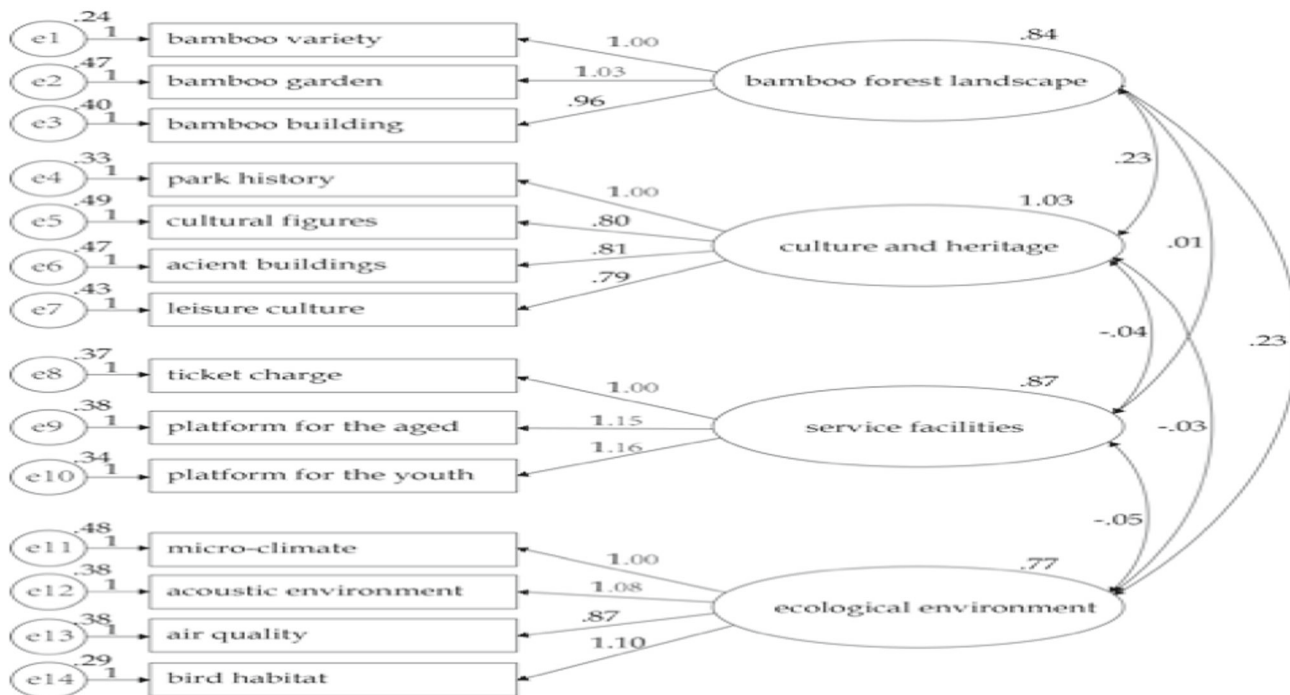 .24
e1 1 bamboo variety 1.00 .84
.47
e2 1 bamboo garden 1.03 bamboo forest landscape
.40
e3 1 bamboo building .96
.33
e4 1 park history 1.00 .23
.49
e5 1 cultural figures .80 1.03
.47
e6 1 acient buildings .81 culture and heritage .01
.43
e7 1 leisure culture .79
-.04 .23
.37
e8 1 ticket charge 1.00 .87
.38
e9 1 platform for the aged 1.15 service facilities -.03
.34
e10 1 platform for the youth 1.16
-.05
.48
e11 1 micro-climate 1.00 .77
.38
e12 1 acoustic environment 1.08 ecological environment
.38
e13 1 air quality .87
.29
e14 1 bird habitat 1.10